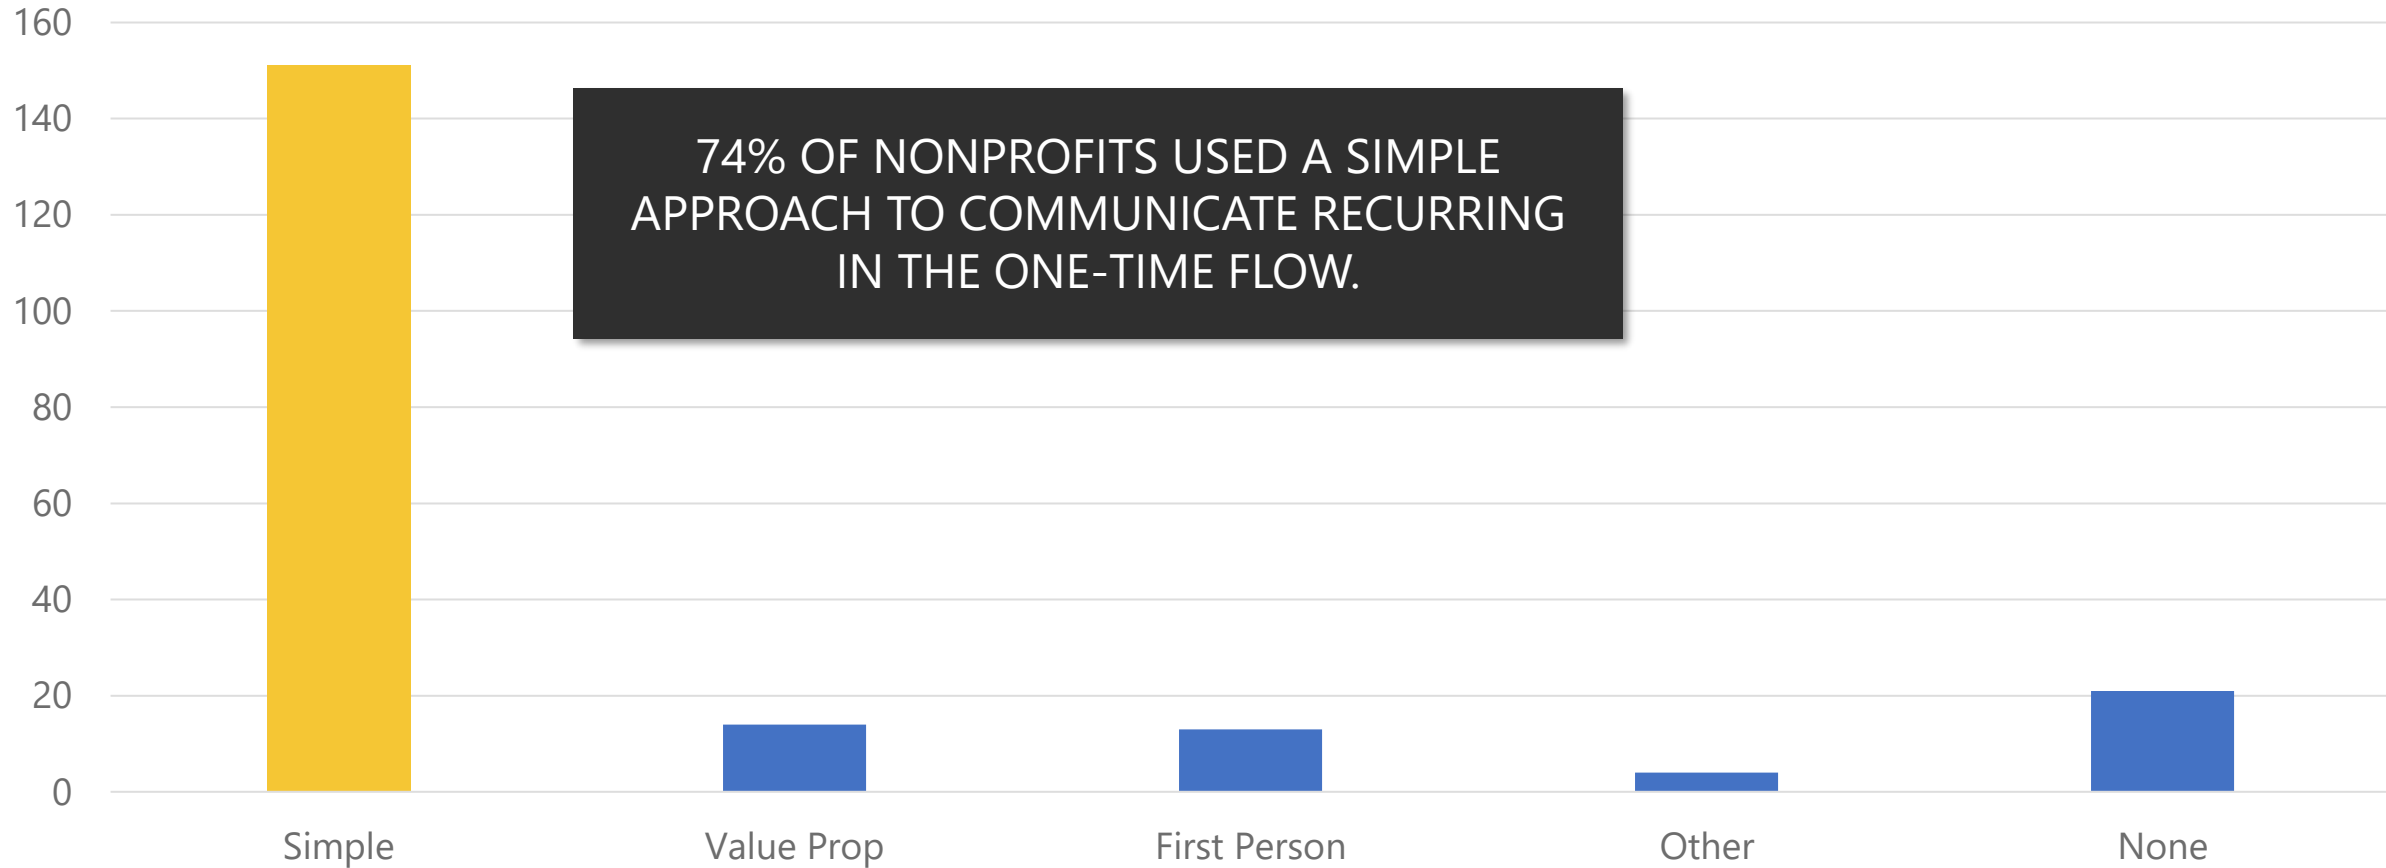 160
140
120
100
80
60
40
20
0
74% OF NONPROFITS USED A SIMPLE
APPROACH TO COMMUNICATE RECURRING
IN THE ONE-TIME FLOW.
Simple
Value Prop
First Person
Other
None